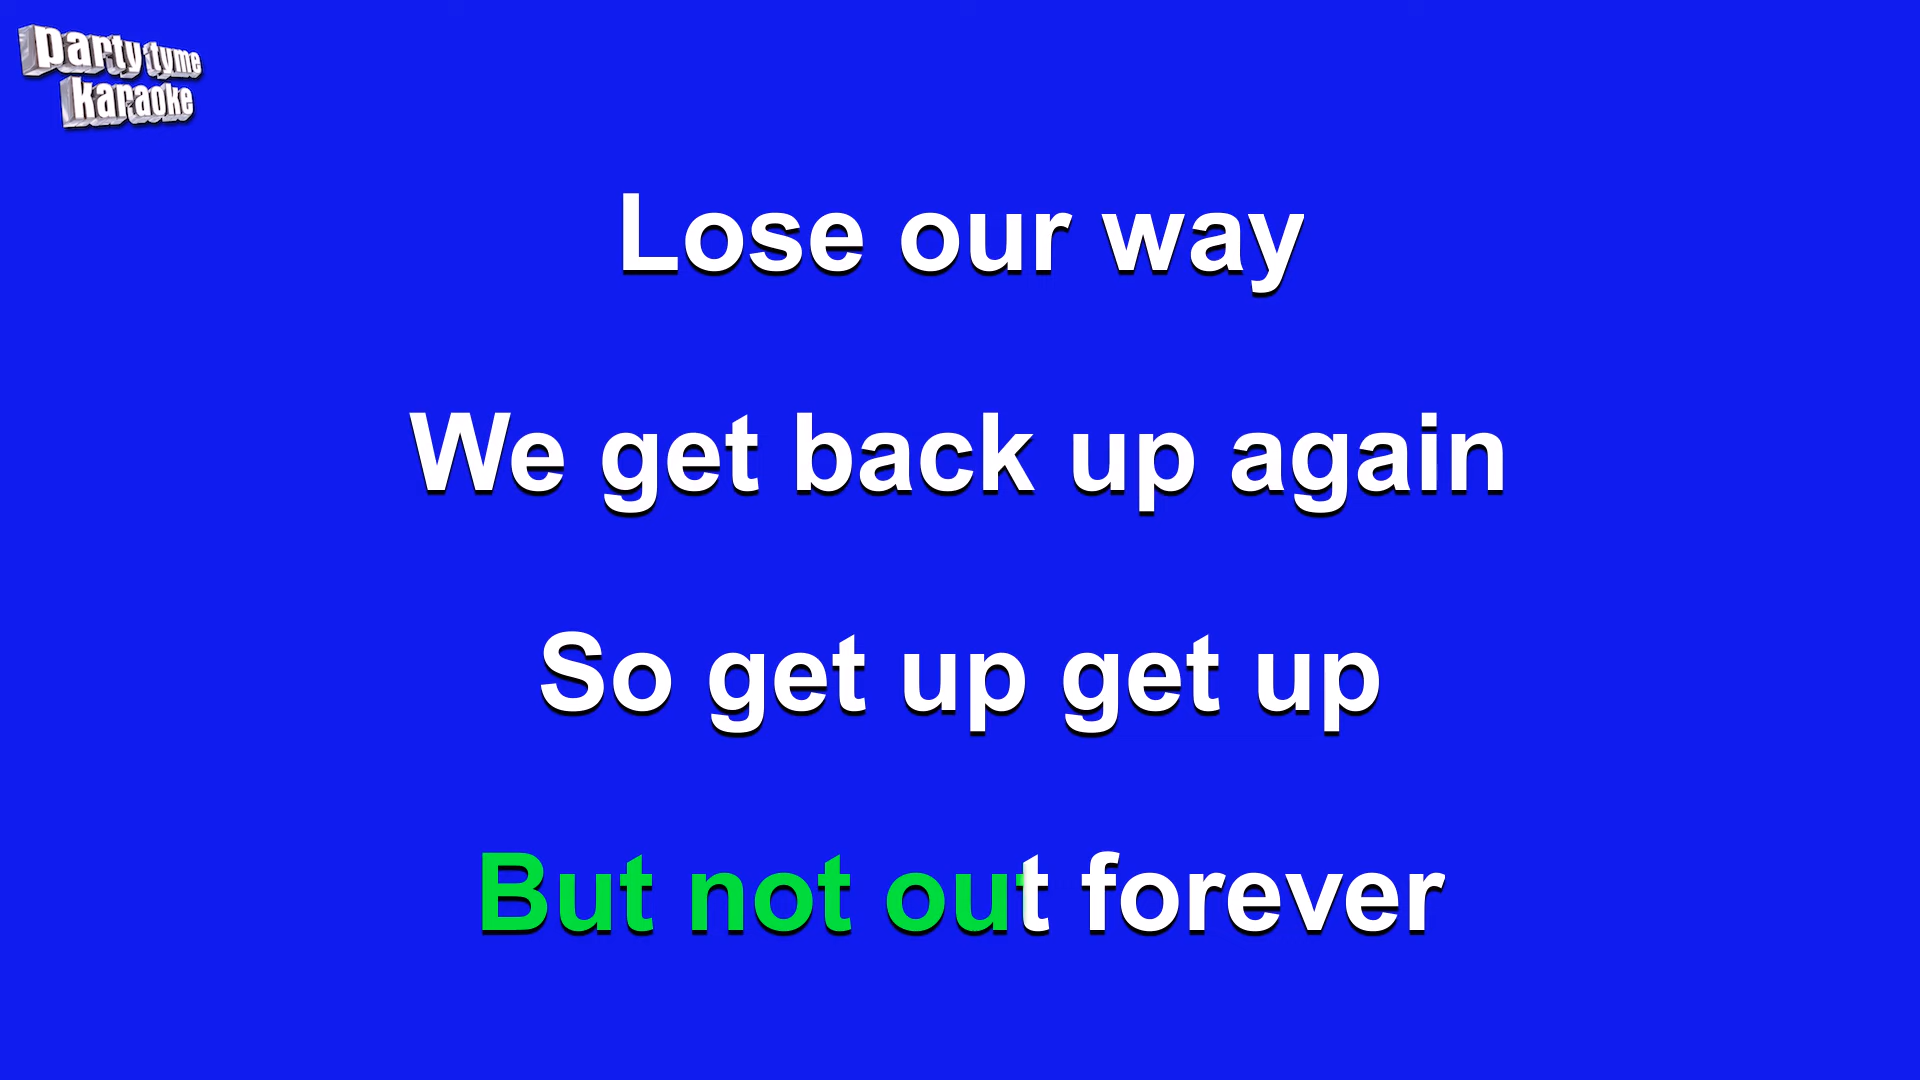 party tyme
karaoke
Lose our way
We get back up again
So get up get up
But not out forever